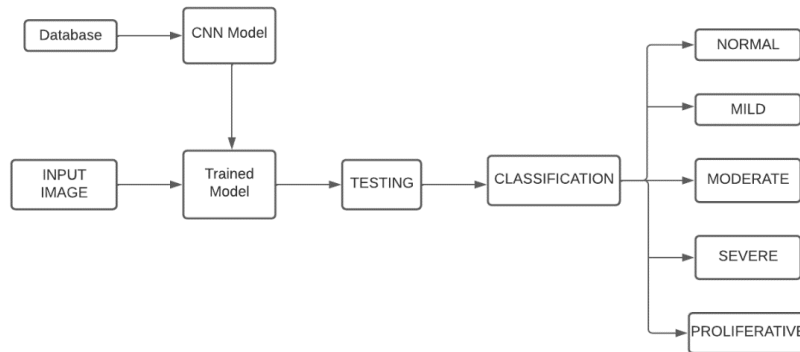 Database
CNN Model
NORMAL
MILD
INPUT
IMAGE
Trained
Model
TESTING
CLASSIFICATION
MODERATE
SEVERE
PROLIFERATIVE